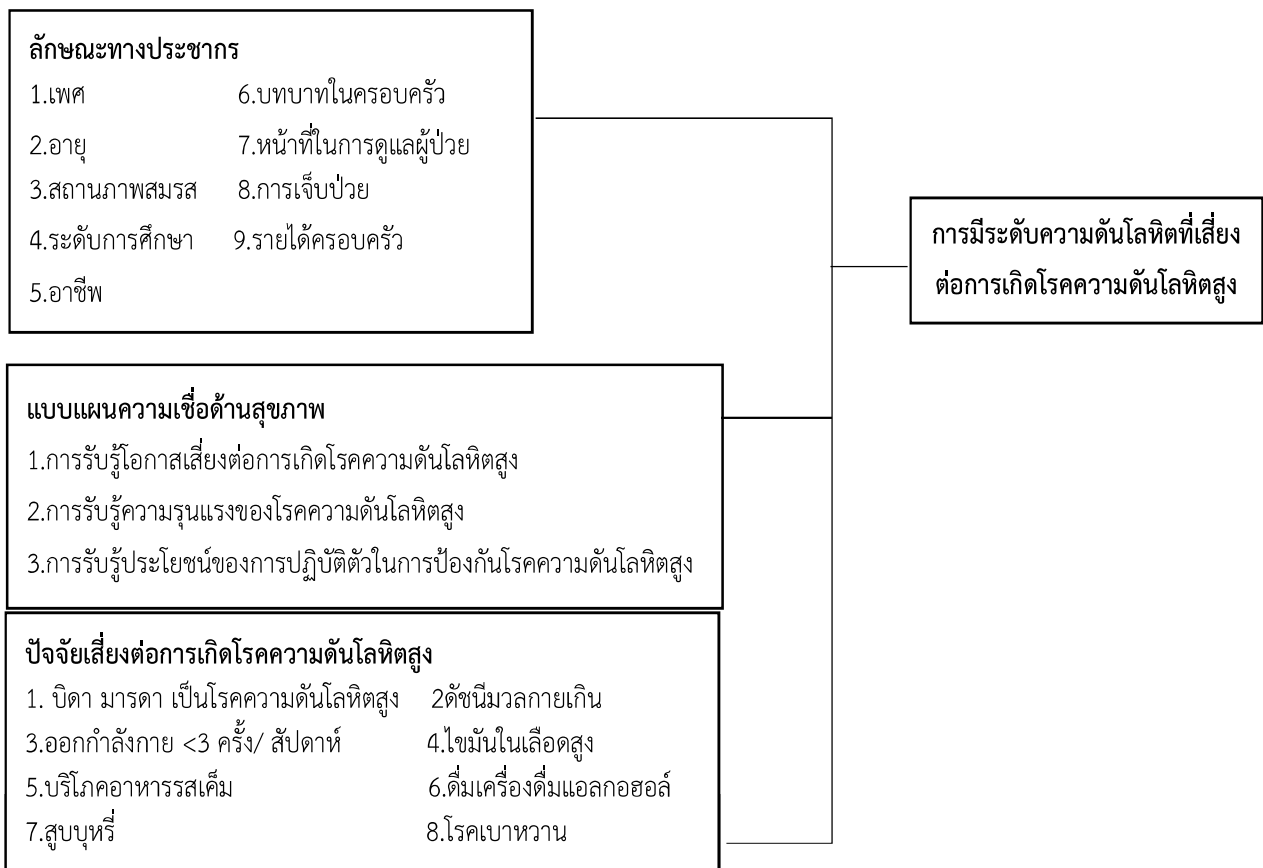 ลักษณะทางประชากร
1.เพศ 6.บทบาทในครอบครัว
2.อายุ 7.หน้าที่ในการดูแลผู้ป่วย
3.สถานภาพสมรส 8.การเจ็บป่วย
4.ระดับการศึกษา 9.รายได้ครอบครัว
5.อาชีพ
การมีระดับความดันโลหิตที่เสี่ยง
ต่อการเกิดโรคความดันโลหิตสูง
แบบแผนความเชื่อด้านสุขภาพ
1.การรับรู้โอกาสเสี่ยงต่อการเกิดโรคความดันโลหิตสูง
2.การรับรู้ความรุนแรงของโรคความดันโลหิตสูง
3.การรับรู้ประโยชน์ของการปฏิบัติตัวในการป้องกันโรคความดันโลหิตสูง
ปัจจัยเสี่ยงต่อการเกิดโรคความดันโลหิตสูง
1. บิดา มารดา เป็นโรคความดันโลหิตสูง 2ดัชนีมวลกายเกิน
3.ออกกำลังกาย <3 ครั้ง/ สัปดาห์ 4.ไขมันในเลือดสูง
5.บริโภคอาหารรสเค็ม 6.ดื่มเครื่องดื่มแอลกอฮอล์
7.สูบบุหรี่ 8.โรคเบาหวาน